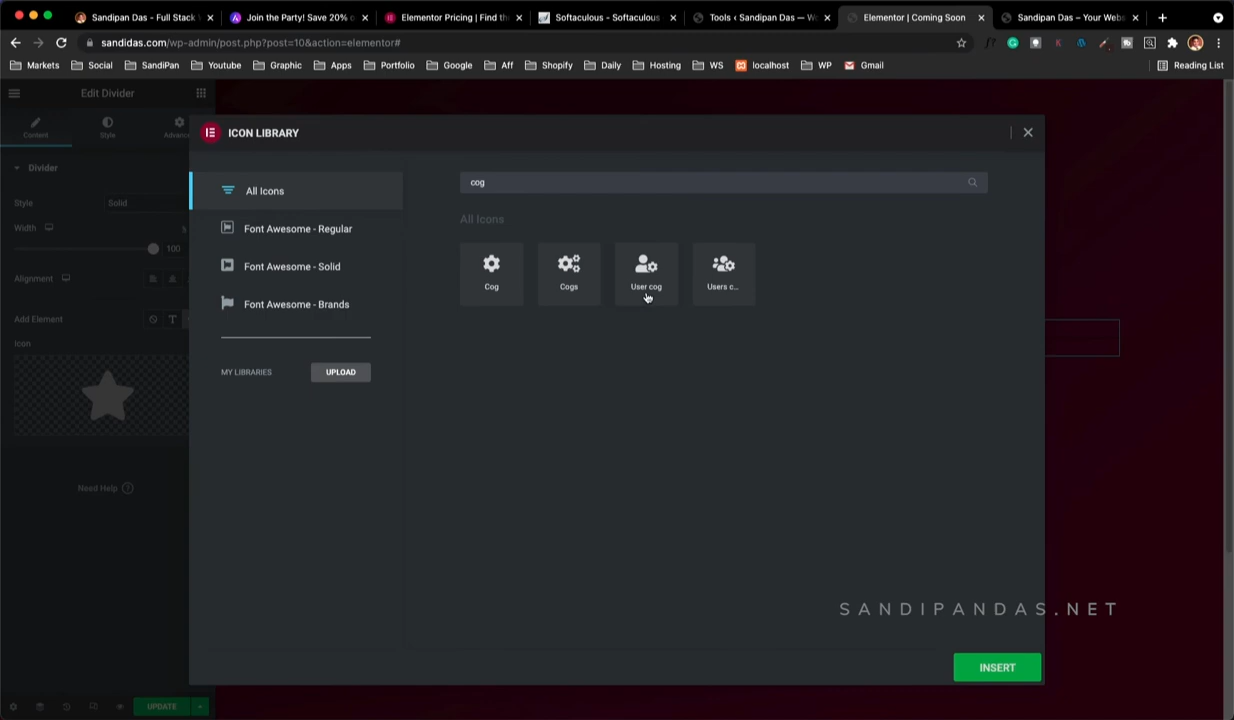 Sandipan Das - Full Stack
Join the Party! Save 20% o
Elementor Pricing | Find th
Softaculous - Softaculous
Tools ‹ Sandipan Das — W
Elementor | Coming Soon
Sandipan Das – Your Webs
sandidas.com/wp-admin/post.php?post=10&action=elementor#
Markets
Social
SandiPan
Youtube
Graphic
Apps
Portfolio
Google
Aff
Shopify
Daily
Hosting
WS
localhost
WP
Gmail
Reading List
Edit Divider
Content
Style
Advanc
Divider
Style
Solid
Width
100
Alignment
Add Element
Icon
Need Help
UPDATE
ICON LIBRARY
All Icons
Font Awesome - Regular
Font Awesome - Solid
Font Awesome - Brands
MY LIBRARIES
UPLOAD
cog
All Icons
Cog
Cogs
User cog
Users c...
SANDIPANDAS.NET
INSERT